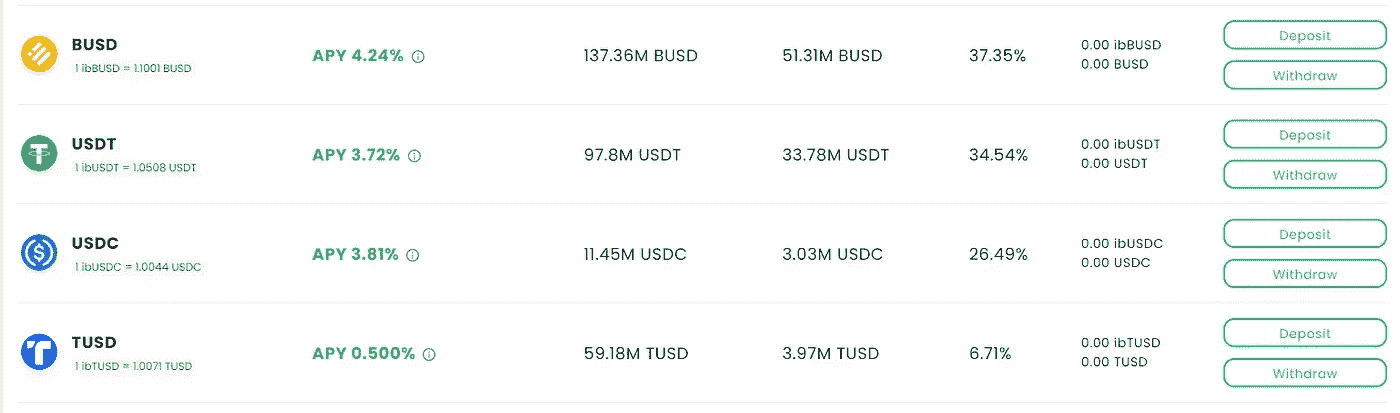 BUSD
1 ibBUSD = 1.1001 BUSD
APY 4.24%
137.36M BUSD
51.31M BUSD
37.35%
0.00 ibBUSD
0.00 BUSD
Deposit
Withdraw
USDT
1 ibUSDT = 1.0508 USDT
APY 3.72%
97.8M USDT
33.78M USDT
34.54%
0.00 ibUSDT
0.00 USDT
Deposit
Withdraw
USDC
1 ibUSDC = 1.0044 USDC
APY 3.81%
11.45M USDC
3.03M USDC
26.49%
0.00 ibUSDC
0.00 USDC
Deposit
Withdraw
TUSD
1 ibTUSD = 1.0071 TUSD
APY 0.500%
59.18M TUSD
3.97M TUSD
6.71%
0.00 ibTUSD
0.00 TUSD
Deposit
Withdraw